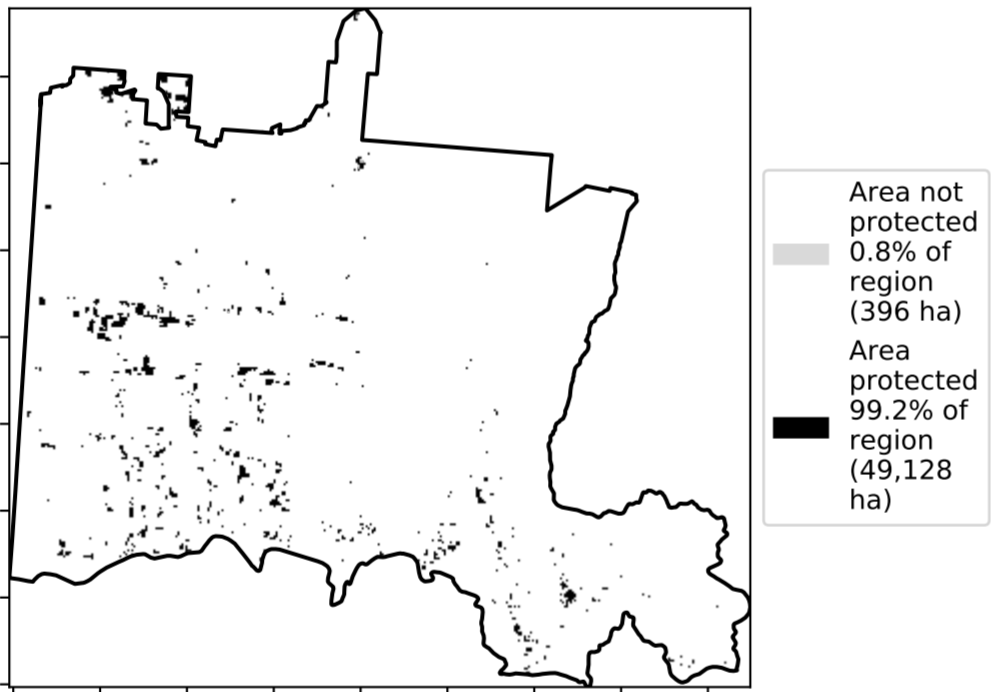 Area not
protected
0.8% of
region
(396 ha)
Area
protected
99.2% of
region
(49,128
ha)